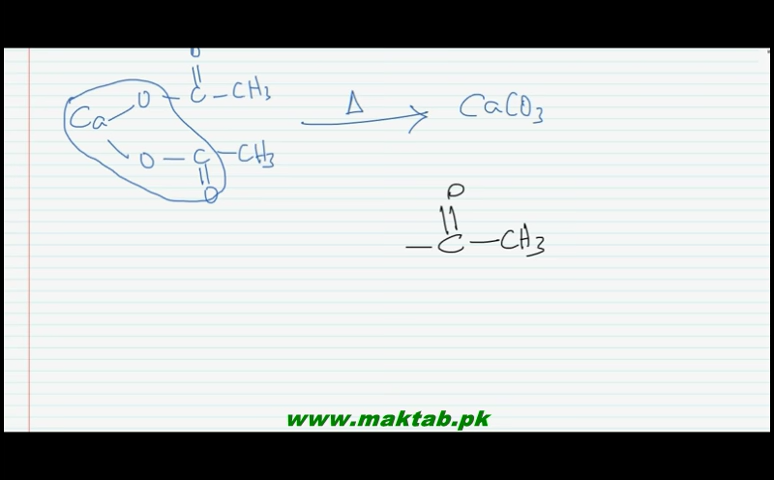 O
Ca O – C – CH3 Δ → CaCO3
O – C – CH3
O
O
– C – CH3
www.maktab.pk